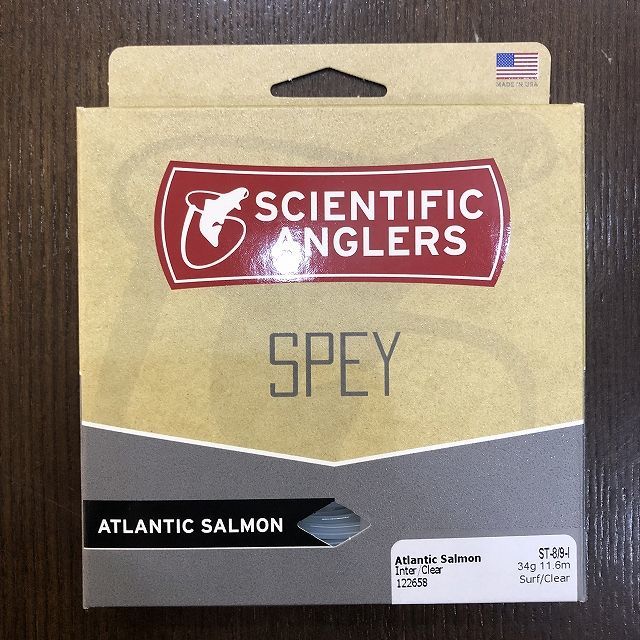 MADE IN USA
SCIENTIFIC
ANGLERS
SPEY
ATLANTIC SALMON
Atlantic Salmon ST-8/9-I
Inter/Clear 34g 11.6m
122658 Surf/Clear